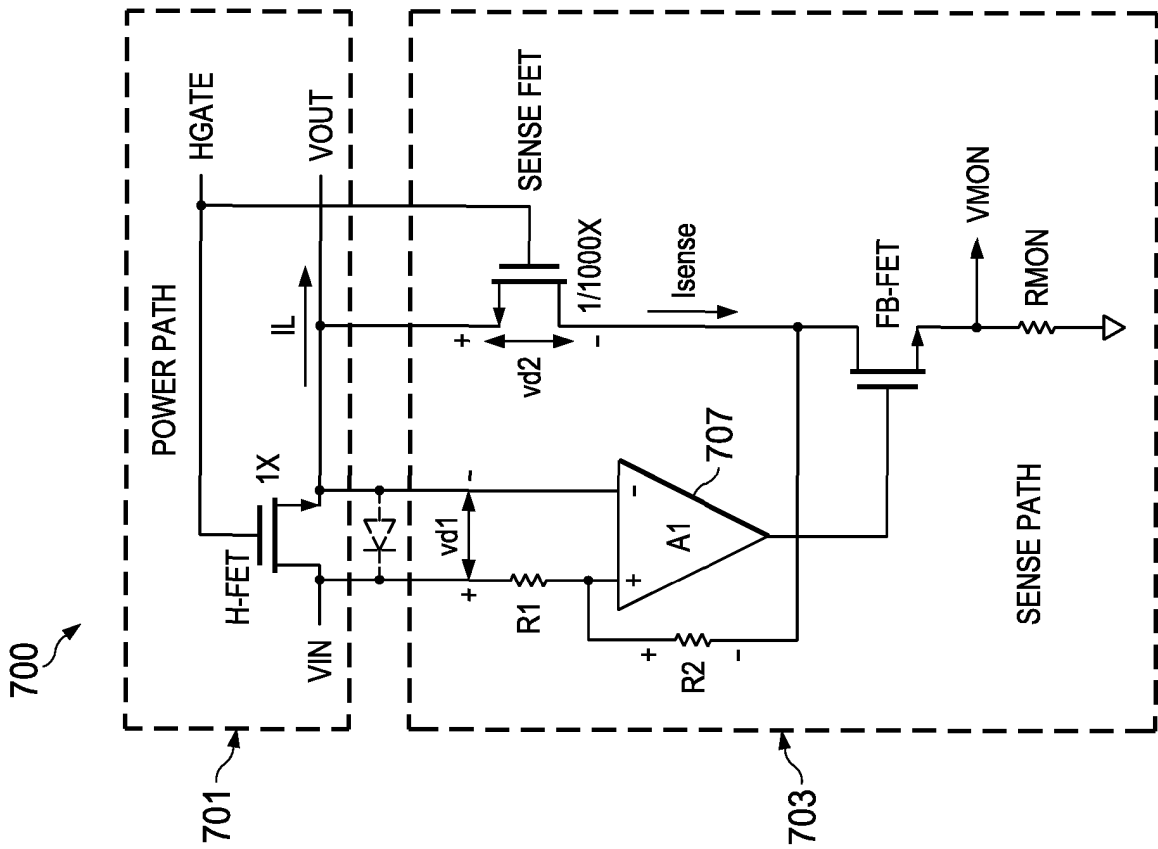 700
701
POWER PATH
HGATE
H-FET
1X
IL
VIN
VOUT
703
+
vd1
-
R1
+
-
A1
707
+
R2
-
+
vd2
-
SENSE FET
1/1000X
Isense
FB-FET
VMON
RMON
SENSE PATH